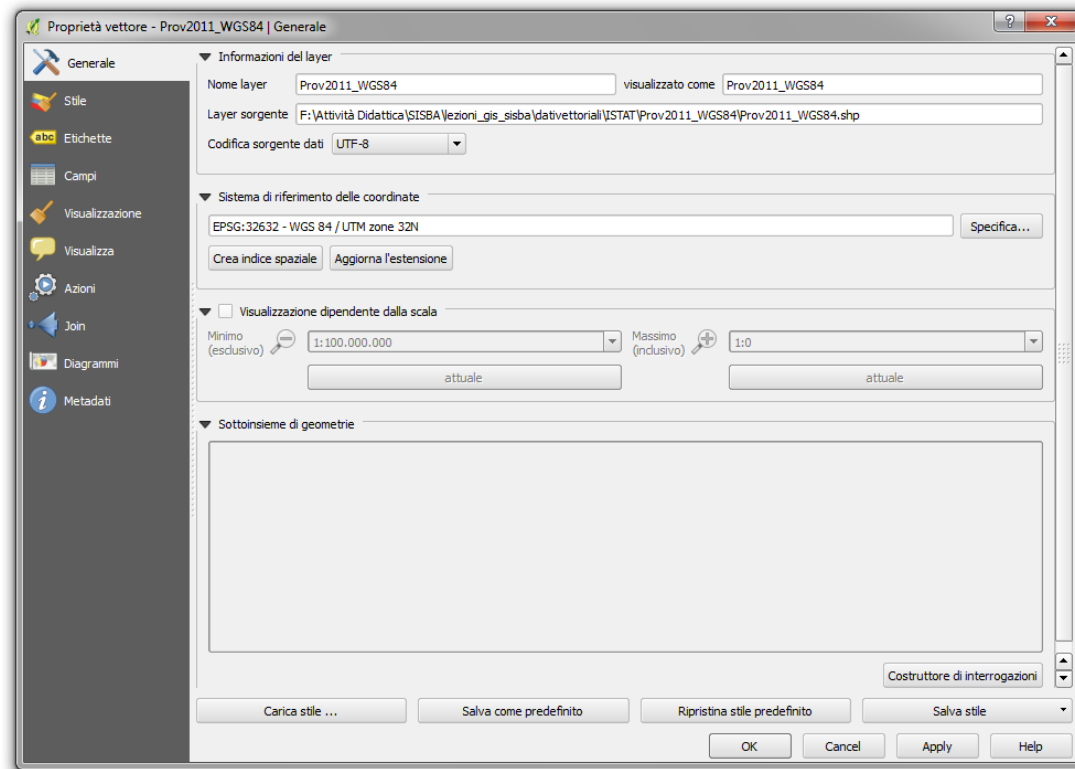 Proprietà vettore - Prov2011_WGS84 | Generale
Generale
Stile
abc Etichette
Campi
Visualizzazione
Visualizza
Azioni
Join
Diagrammi
Metadati
Informazioni del layer
Nome layer Prov2011_WGS84 visualizzato come Prov2011_WGS84
Layer sorgente F:\Attività Didattica\SISBA\lezioni_gis_sisba\dativettoriali\ISTAT\Prov2011_WGS84\Prov2011_WGS84.shp
Codifica sorgente dati UTF-8
Sistema di riferimento delle coordinate
EPSG:32632 - WGS 84 / UTM zone 32N Specifica...
Crea indice spaziale Aggiorna l'estensione
Visualizzazione dipendente dalla scala
Minimo (esclusivo) 1:100.000.000 Massimo (inclusivo) 1:0
attuale attuale
Sottoinsieme di geometrie
Costruttore di interrogazioni
Carica stile ... Salva come predefinito Ripristina stile predefinito Salva stile
OK Cancel Apply Help